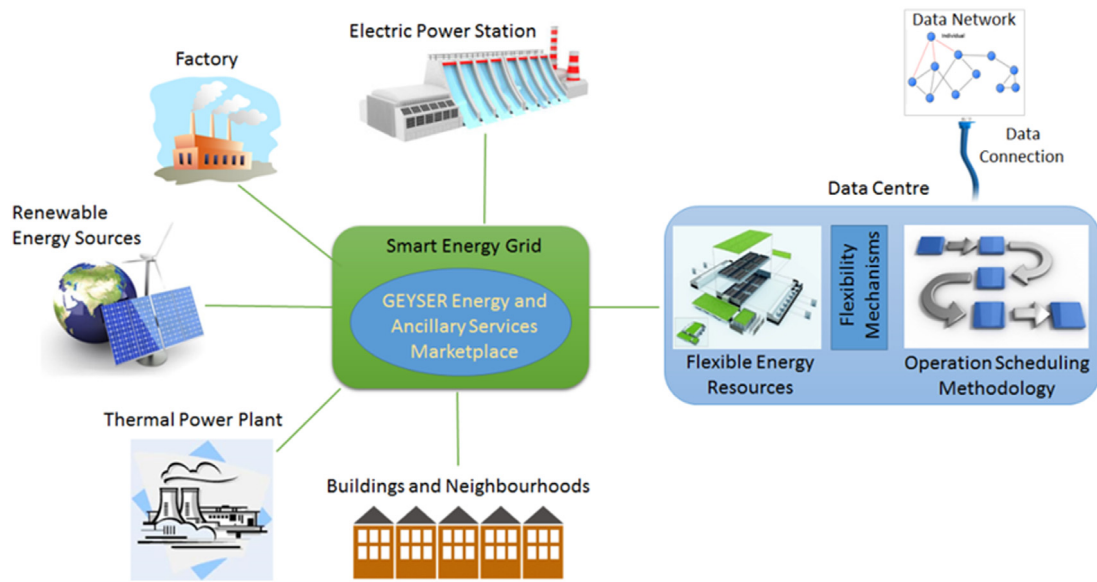 Electric Power Station
Data Network
Individual
Factory
Data
Connection
Data Centre
Renewable
Energy Sources
Smart Energy Grid
GEYSER Energy and
Ancillary Services
Marketplace
Flexibility
Mechanisms
Flexible Energy
Resources
Operation Scheduling
Methodology
Thermal Power Plant
Buildings and Neighbourhoods